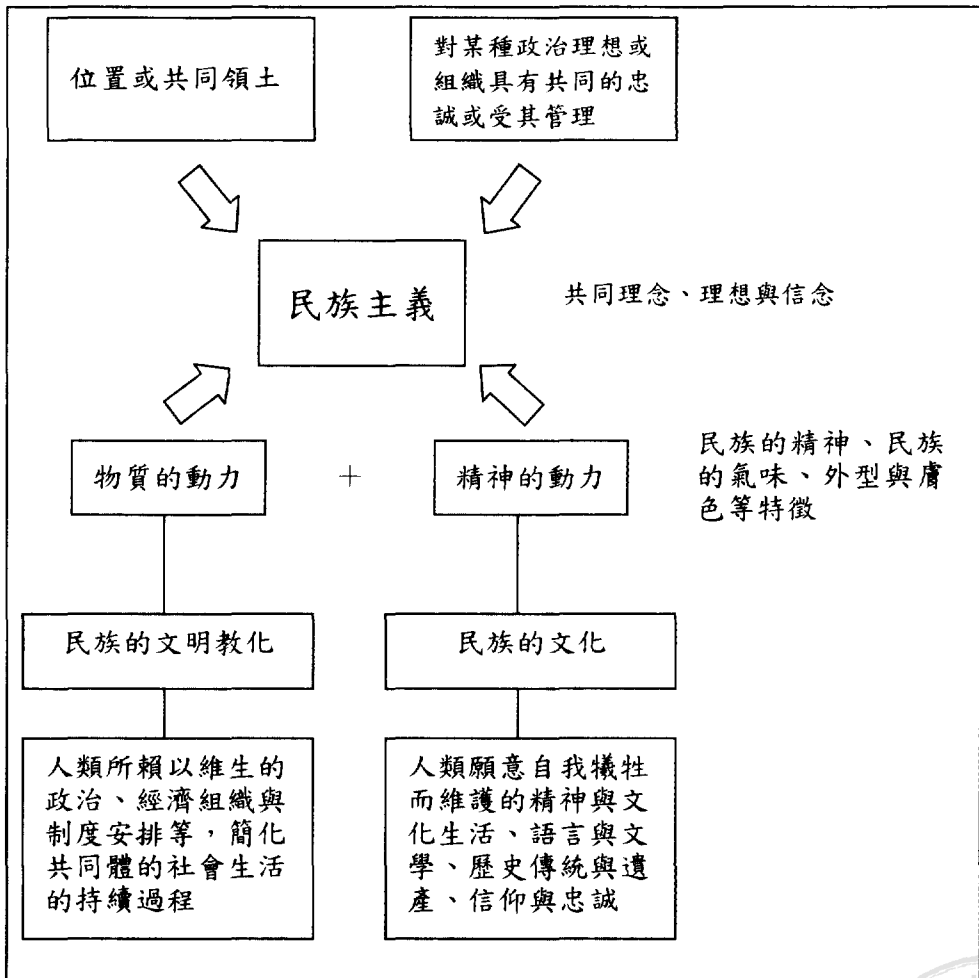 位置或共同領土
對某種政治理想或
組織具有共同的忠
誠或受其管理
民族主義
共同理念、理想與信念
物質的動力
+
精神的動力
民族的精神、民族
的氣味、外型與膚
色等特徵
民族的文明教化
民族的文化
人類所賴以維生的
政治、經濟組織與
制度安排等，簡化
共同體的社會生活
的持續過程
人類願意自我犧牲
而維護的精神與文
化生活、語言與文
學、歷史傳統與遺
產、信仰與忠誠